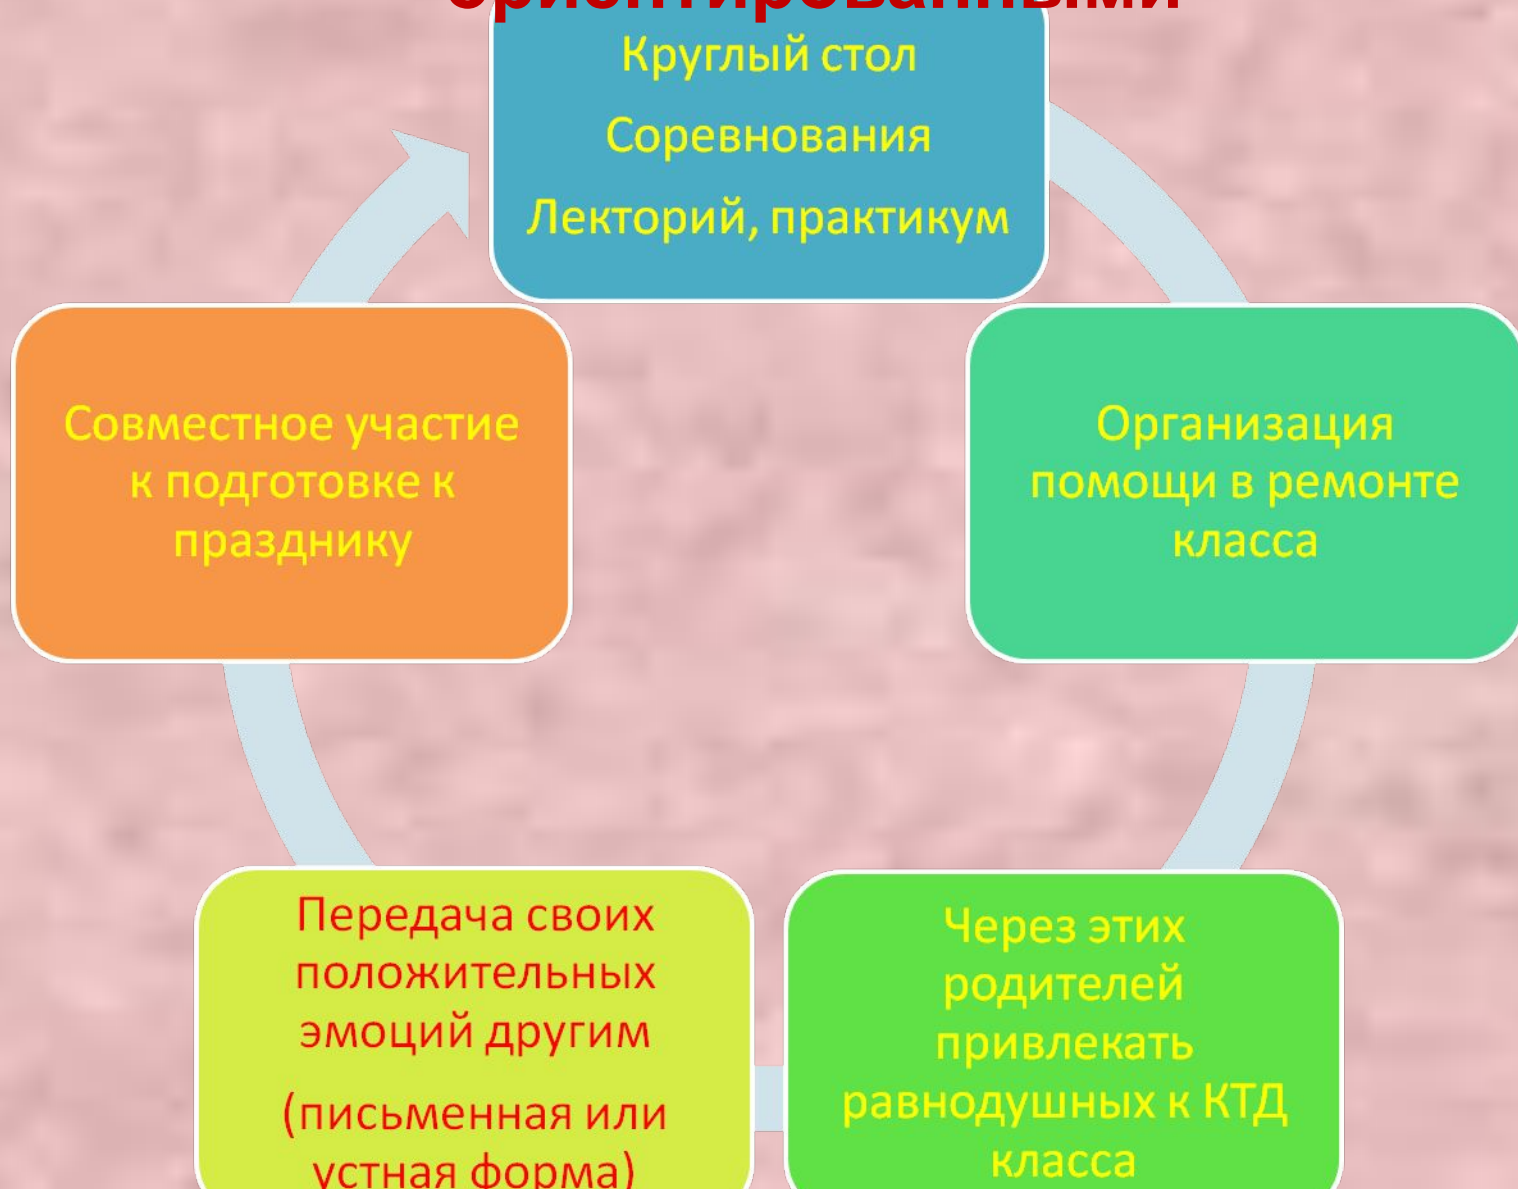 ориентированными
Круглый стол
Соревнования
Лекторий, практикум
Совместное участие
к подготовке к
празднику
Организация
помощи в ремонте
класса
Передача своих
положительных
эмоций другим
(письменная или
устная форма)
Через этих
родителей
привлекать
равнодушных к КТД
класса